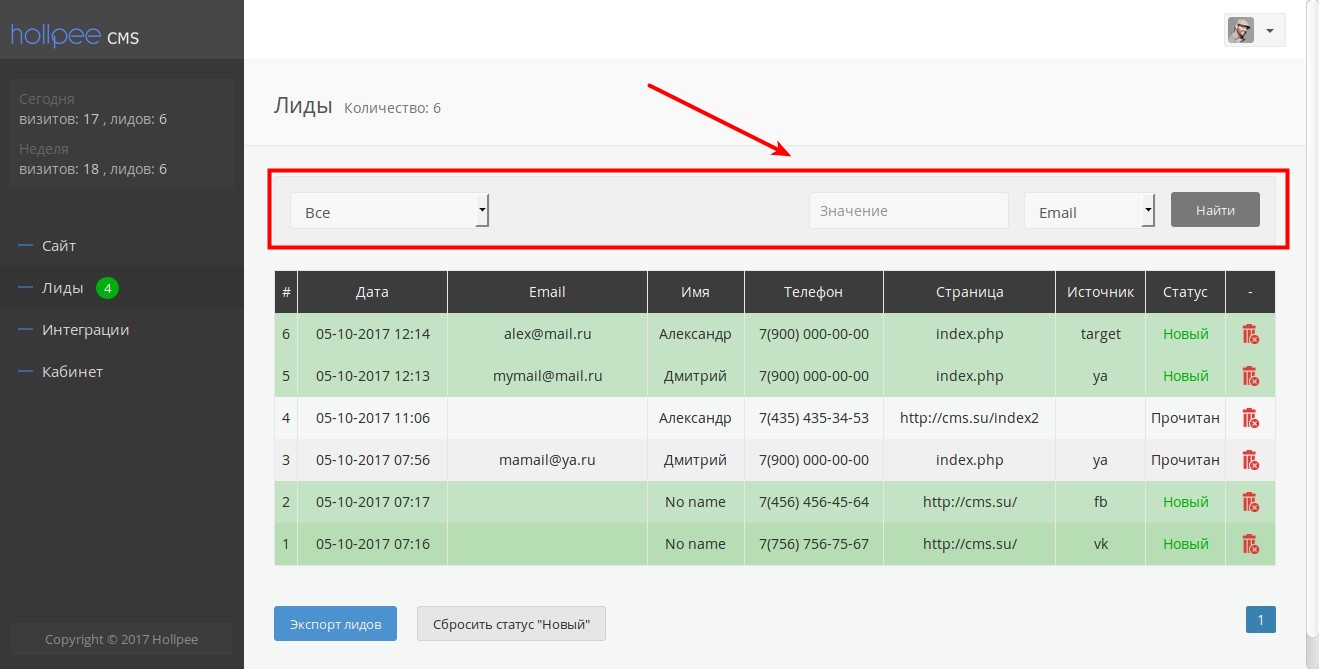 hollpee CMS
Сегодня
визитов: 17 , лидов: 6
Неделя
визитов: 18 , лидов: 6
Сайт
Лиды 4
Интеграции
Кабинет
Copyright © 2017 Hollpee
Лиды Количество: 6
Все Значение Email Найти
# Дата Email Имя Телефон Страница Источник Статус -
6 05-10-2017 12:14 alex@mail.ru Александр 7(900) 000-00-00 index.php target Новый
5 05-10-2017 12:13 mymail@mail.ru Дмитрий 7(900) 000-00-00 index.php ya Новый
4 05-10-2017 11:06 Александр 7(435) 435-34-53 http://cms.su/index2 Прочитан
3 05-10-2017 07:56 mamail@ya.ru Дмитрий 7(900) 000-00-00 index.php ya Прочитан
2 05-10-2017 07:17 No name 7(456) 456-45-64 http://cms.su/ fb Новый
1 05-10-2017 07:16 No name 7(756) 756-75-67 http://cms.su/ vk Новый
Экспорт лидов Сбросить статус "Новый" 1